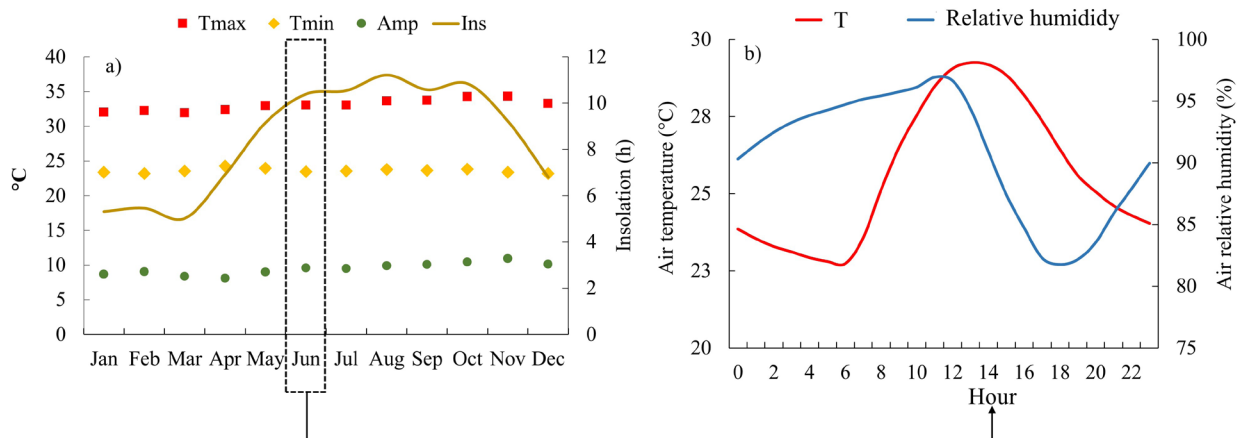 Tmax Tmin Amp Ins
a)
°C
40
35
30
25
20
15
10
5
0
Insolation (h)
12
10
8
6
4
2
0
Jan Feb Mar Apr May Jun Jul Aug Sep Oct Nov Dec
T Relative humididy
b)
Air temperature (°C)
30
28
25
23
20
Air relative humidity (%)
100
95
90
85
80
75
0 2 4 6 8 10 12 14 16 18 20 22
Hour